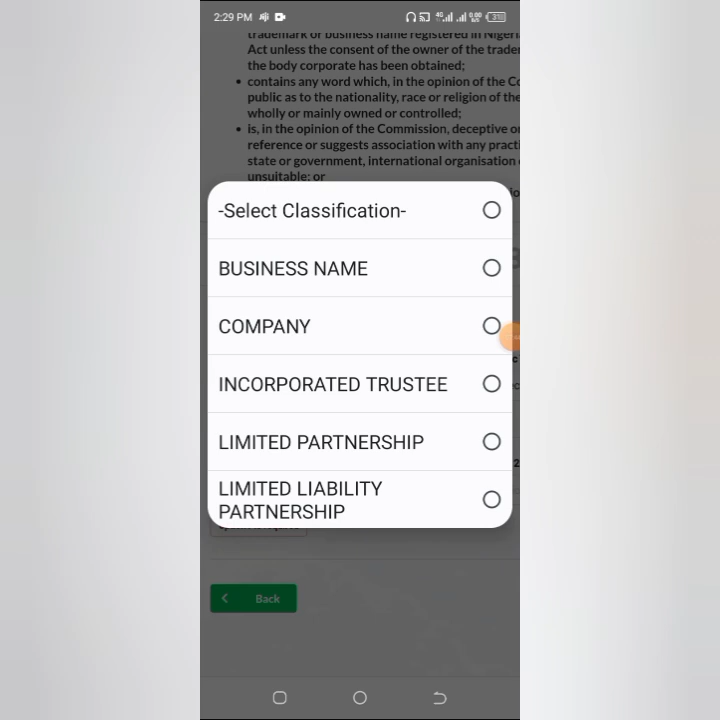 2:29 PM
trademark or business name registered in Nigeri
Act unless the consent of the owner of the trade
the body corporate has been obtained;
• contains any word which, in the opinion of the Co
public as to the nationality, race or religion of the
wholly or mainly owned or controlled;
• is, in the opinion of the Commission, deceptive o
reference or suggests association with any practi
state or government, international organisation
unsuitable; or
-Select Classification-
BUSINESS NAME
COMPANY
INCORPORATED TRUSTEE
LIMITED PARTNERSHIP
LIMITED LIABILITY
PARTNERSHIP
Back